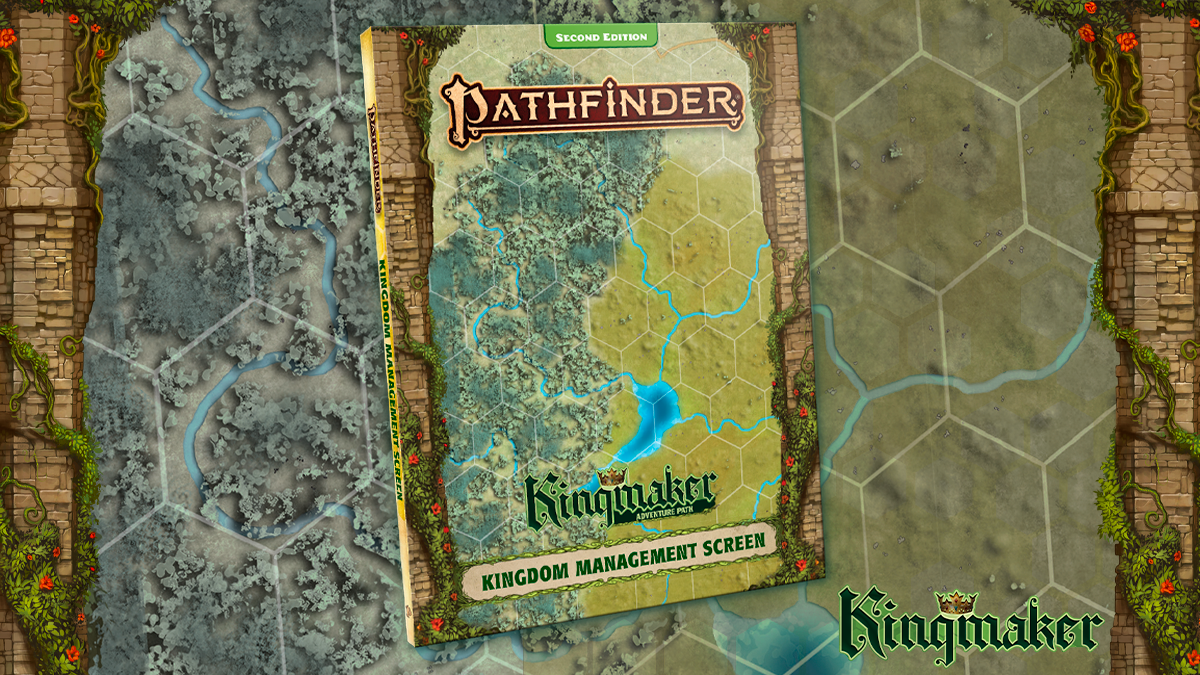 SECOND EDITION
PATHFINDER
PATHFINDER
KINGDOM MANAGEMENT SCREEN
Kingmaker
ADVENTURE PATH
KINGDOM MANAGEMENT SCREEN
Kingmaker